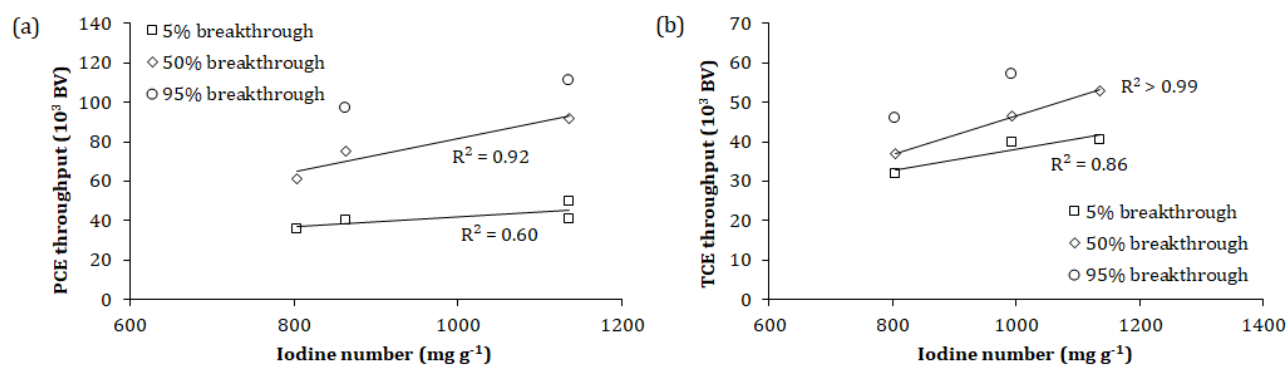 (a)
PCE throughput (10³ BV)
140
120
100
80
60
40
20
0
5% breakthrough
50% breakthrough
95% breakthrough
R² = 0.92
R² = 0.60
600
800
1000
1200
Iodine number (mg g⁻¹)
(b)
TCE throughput (10³ BV)
70
60
50
40
30
20
10
0
R² > 0.99
R² = 0.86
5% breakthrough
50% breakthrough
95% breakthrough
600
800
1000
1200
1400
Iodine number (mg g⁻¹)